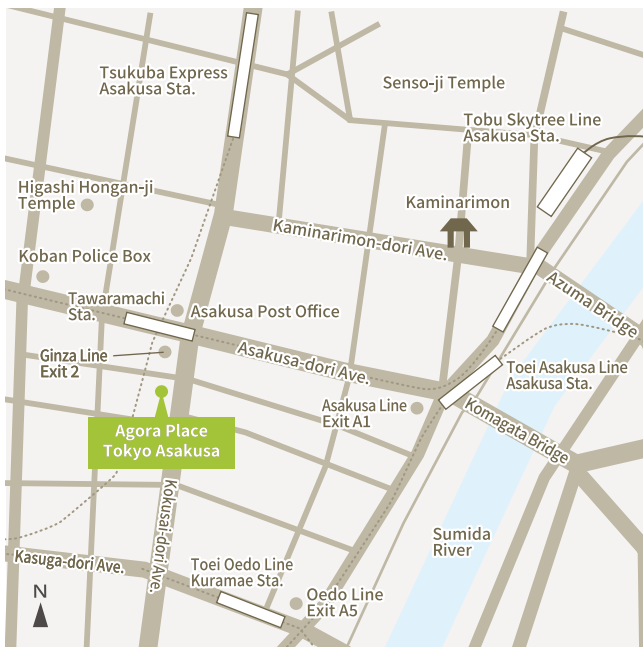 Tsukuba Express
Asakusa Sta.
Senso-ji Temple
Tobu Skytree Line
Asakusa Sta.
Higashi Hongan-ji
Temple
Kaminarimon
Kaminarimon-dori Ave.
Koban Police Box
Azuma Bridge
Tawaramachi
Sta.
Asakusa Post Office
Ginza Line
Exit 2
Asakusa-dori Ave.
Toei Asakusa Line
Asakusa Sta.
Asakusa Line
Exit A1
Komagata Bridge
Agora Place
Tokyo Asakusa
Kokusai-dori Ave.
Sumida
River
Kasuga-dori Ave.
Toei Oedo Line
Kuramae Sta.
Oedo Line
Exit A5
N